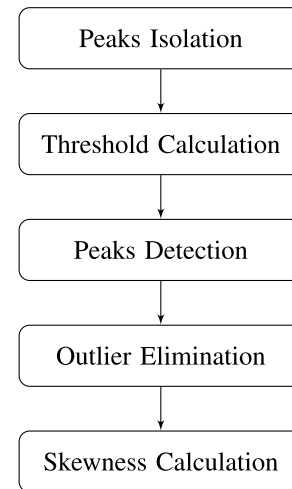 Peaks Isolation
Threshold Calculation
Peaks Detection
Outlier Elimination
Skewness Calculation